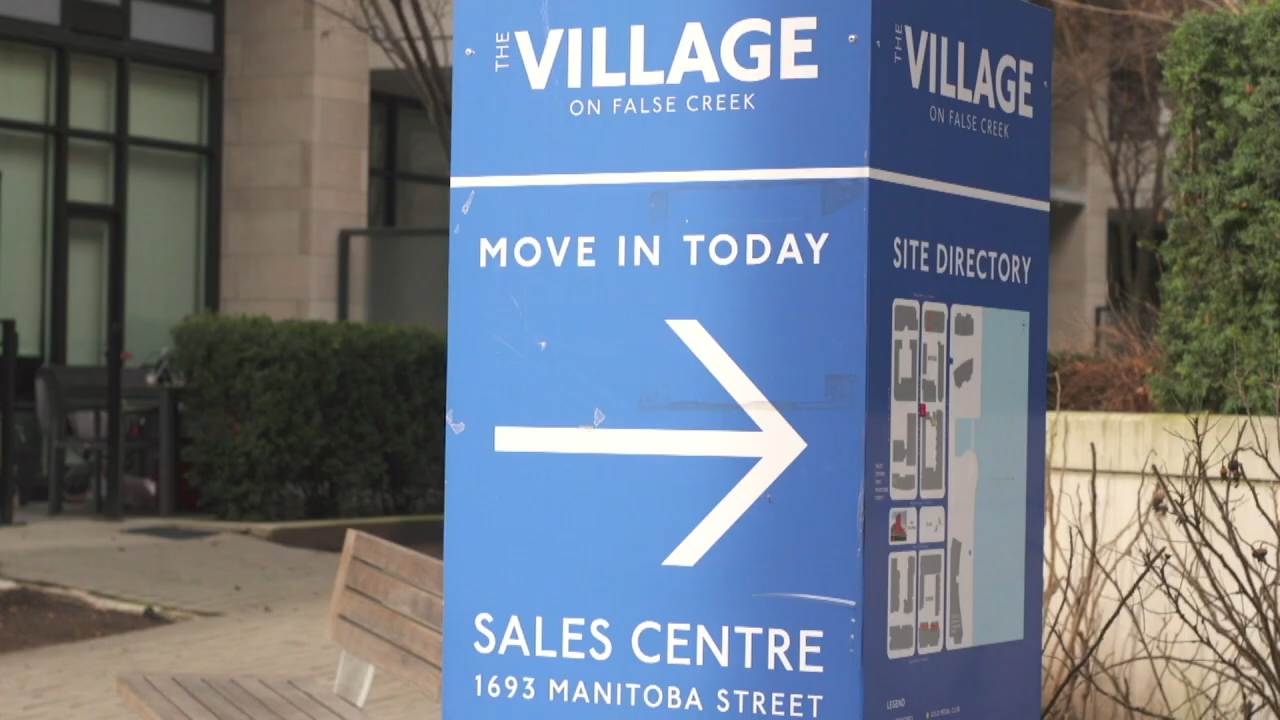 THE VILLAGE
ON FALSE CREEK
MOVE IN TODAY
SALES CENTRE
1693 MANITOBA STREET
THE VILLAGE
ON FALSE CREEK
SITE DIRECTORY
LEGEND